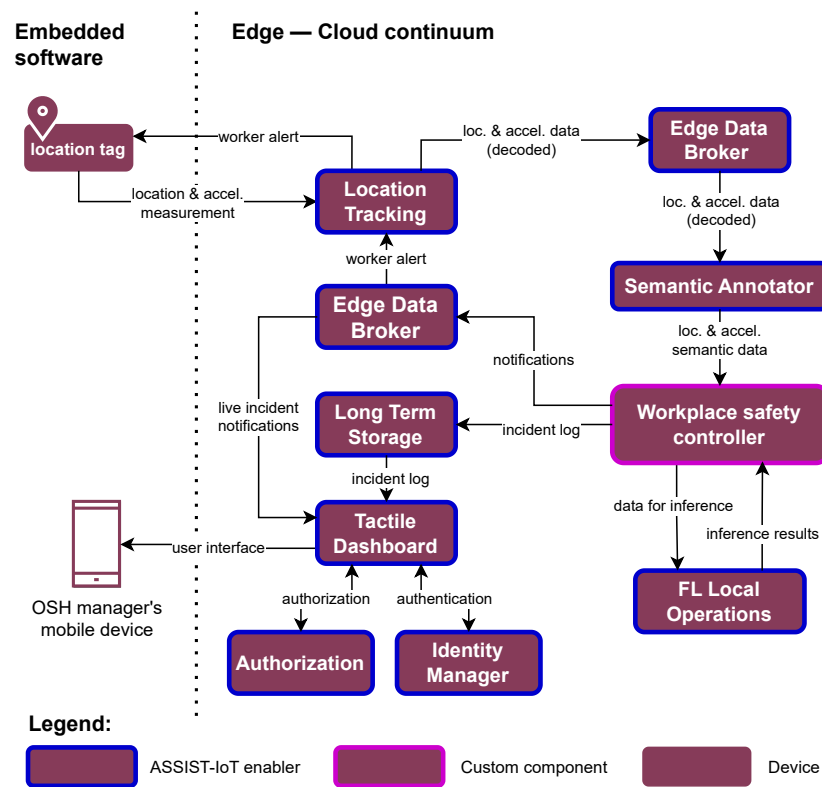 Embedded
software
Edge — Cloud continuum
location tag
worker alert
loc. & accel. data
(decoded)
Edge Data
Broker
location & accel.
measurement
Location
Tracking
loc. & accel. data
(decoded)
worker alert
Semantic Annotator
Edge Data
Broker
loc. & accel.
semantic data
notifications
live incident
notifications
Long Term
Storage
incident log
Workplace safety
controller
incident log
data for inference
inference results
Tactile
Dashboard
user interface
OSH manager's
mobile device
authorization
authentication
FL Local
Operations
Authorization
Identity
Manager
Legend:
ASSIST-IoT enabler
Custom component
Device